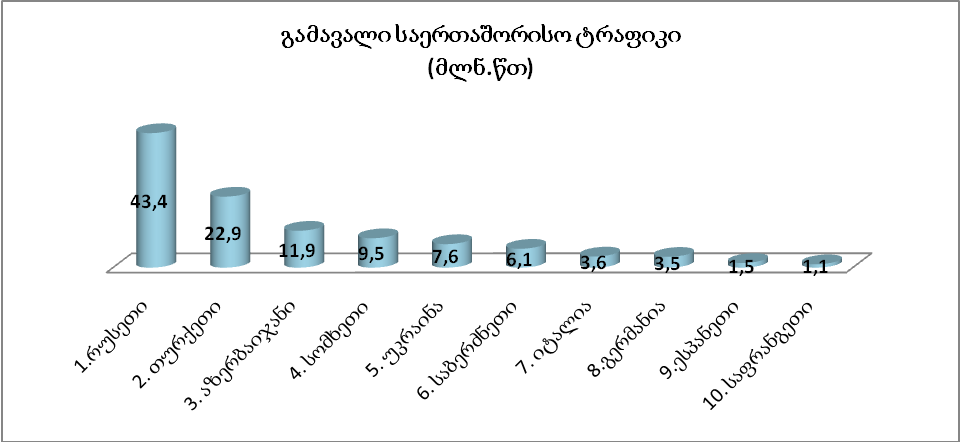 გამავალი საერთაშორისო ტრაფიკი
(მლნ.წთ)
43,4
22,9
11,9
9,5
7,6
6,1
3,6
3,5
1,5
1,1
1.რუსეთი
2. თურქეთი
3. აზერბაიჯანი
4. სომხეთი
5. უკრაინა
6. საბერძნეთი
7. იტალია
8.გერმანია
9.ესპანეთი
10. საფრანგეთი